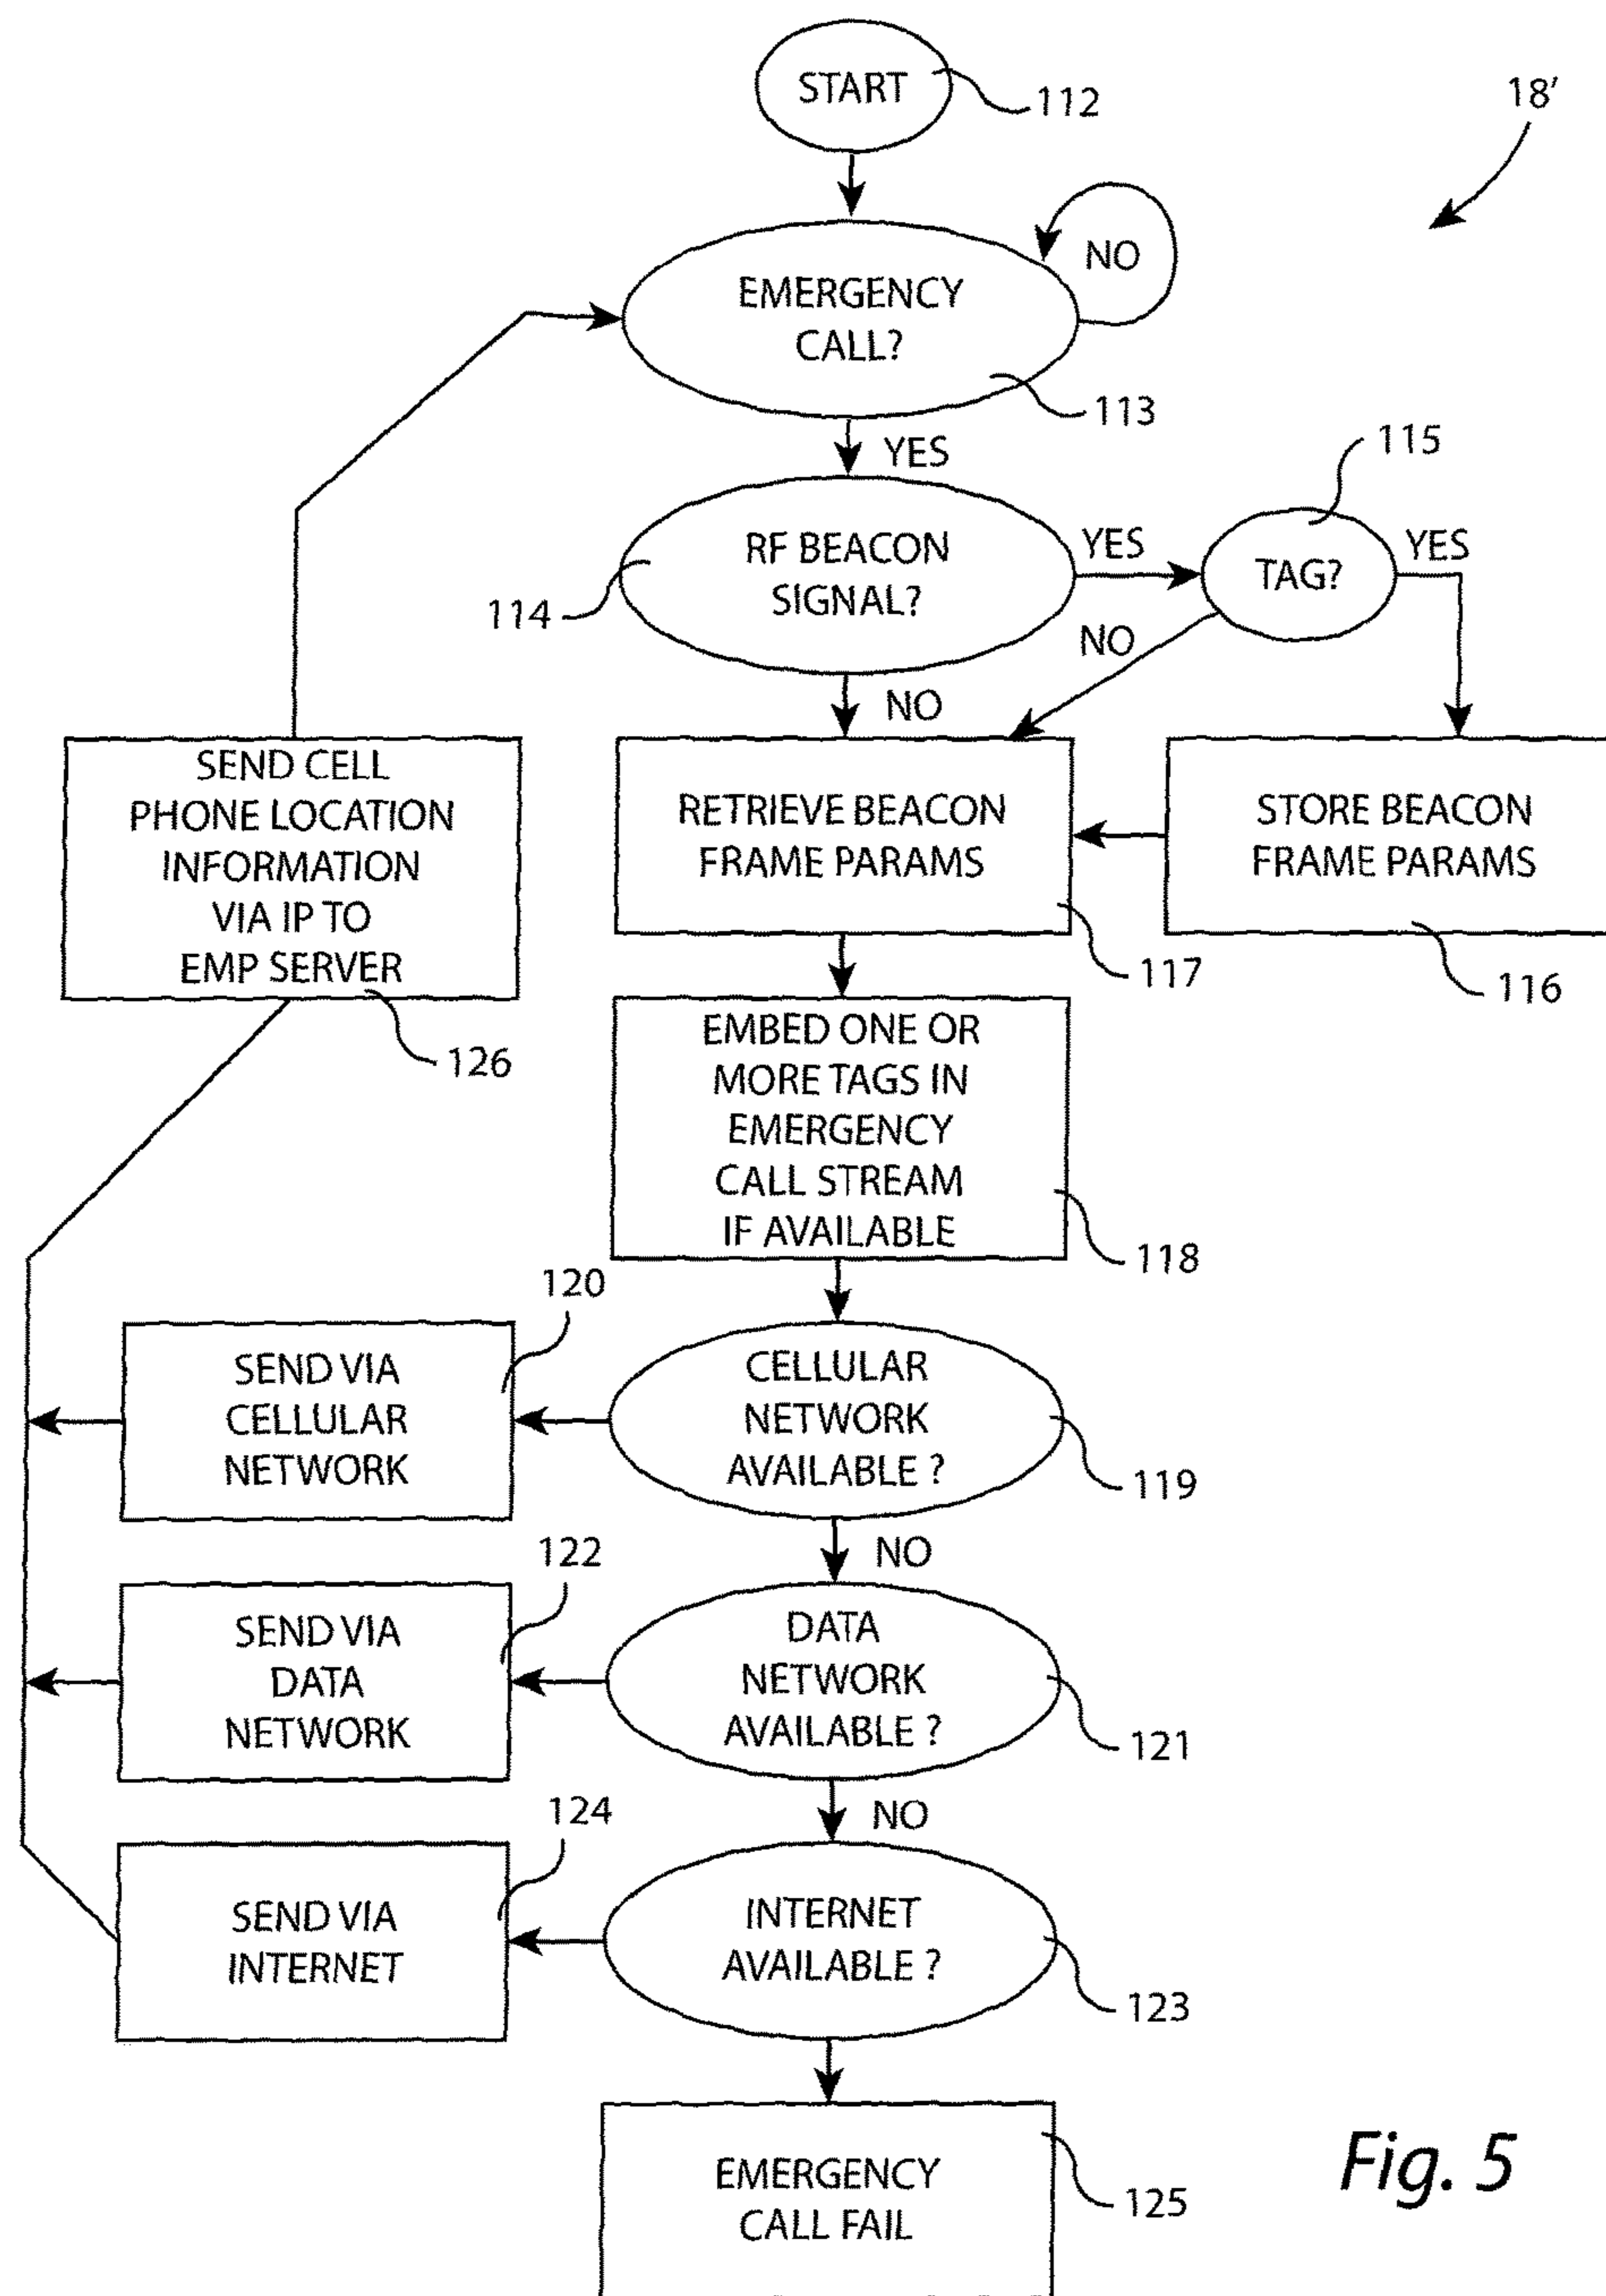 START
112
18'
NO
EMERGENCY
CALL?
113
YES
115
RF BEACON
SIGNAL?
YES
TAG?
YES
114
NO
NO
SEND CELL
PHONE LOCATION
INFORMATION
VIA IP TO
EMP SERVER
126
RETRIEVE BEACON
FRAME PARAMS
117
STORE BEACON
FRAME PARAMS
116
EMBED ONE OR
MORE TAGS IN
EMERGENCY
CALL STREAM
IF AVAILABLE
118
120
SEND VIA
CELLULAR
NETWORK
CELLULAR
NETWORK
AVAILABLE ?
119
NO
122
SEND VIA
DATA
NETWORK
DATA
NETWORK
AVAILABLE ?
121
NO
124
SEND VIA
INTERNET
INTERNET
AVAILABLE ?
123
EMERGENCY
CALL FAIL
125
Fig. 5